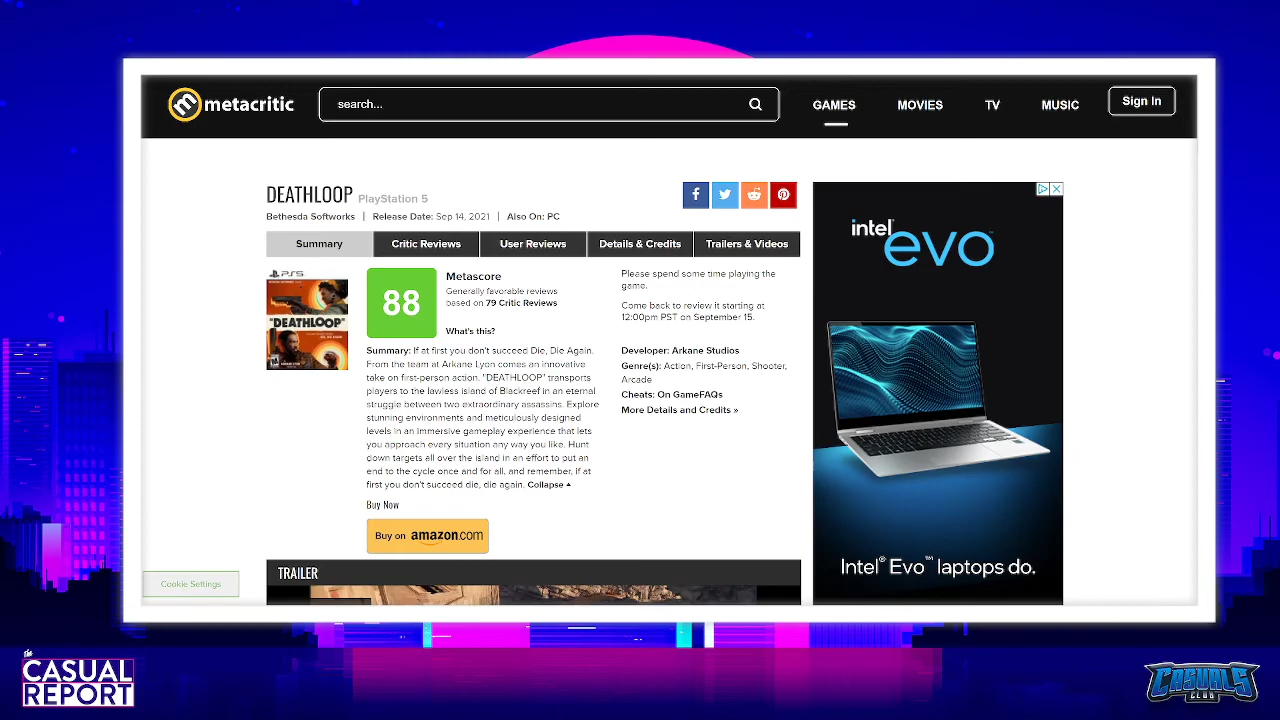 metacritic
search...
GAMES
MOVIES
TV
MUSIC
Sign In
DEATHLOOP PlayStation 5
Bethesda Softworks | Release Date: Sep 14, 2021 | Also On: PC
Summary
Critic Reviews
User Reviews
Details & Credits
Trailers & Videos
PS5
"DEATHLOOP"
88
Metascore
Generally favorable reviews
based on 79 Critic Reviews
What's this?
Summary: If at first you don't succeed Die, Die Again.
From the team at Arkane Lyon comes an innovative
take on first-person action. "DEATHLOOP" transports
players to the lawless island of Blackreef in an eternal
struggle between two extraordinary assassins. Explore
stunning environments and meticulously designed
levels in an immersive gameplay experience that lets
you approach every situation any way you like. Hunt
down targets all over the island in an effort to put an
end to the cycle once and for all, and remember, if at
first you don't succeed die, die again. Collapse
Buy Now
Buy on amazon.com
Please spend some time playing the
game.
Come back to review it starting at
12:00pm PST on September 15.
Developer: Arkane Studios
Genre(s): Action, First-Person, Shooter,
Arcade
Cheats: On GameFAQs
More Details and Credits »
intel
evo
Intel® Evo™ laptops do.
Cookie Settings
TRAILER
the
CASUAL
REPORT
CASUALS
CLUB